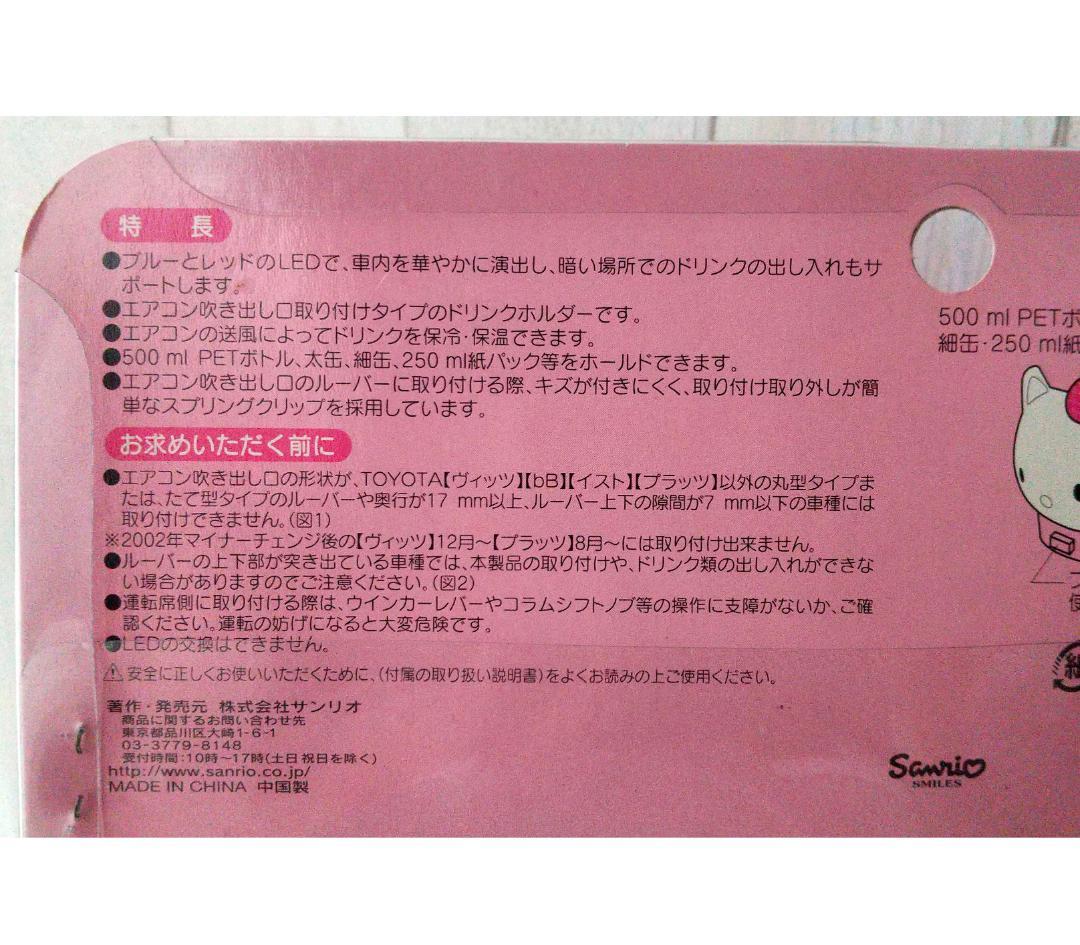 特 長
●ブルーとレッドのLEDで、車内を華やかに演出し、暗い場所でのドリンクの出し入れもサ
ポートします。
●エアコン吹き出し口取り付けタイプのドリンクホルダーです。
●エアコンの送風によってドリンクを保冷・保温できます。
●500 ml PETボトル、太缶、細缶、250 ml紙パック等をホールドできます。
●エアコン吹き出し口のルーバーに取り付ける際、キズが付きにくく、取り付け取り外しが簡
単なスプリングクリップを採用しています。
お求めいただく前に
●エアコン吹き出し口の形状が、TOYOTA【ヴィッツ】【bB】【イスト】【プラッツ】以外の丸型タイプま
たは、たて型タイプのルーバーや奥行が17 mm以上、ルーバー上下の隙間が7 mm以下の車種には
取り付けできません。(図1)
※2002年マイナーチェンジ後の【ヴィッツ】12月～【プラッツ】8月～には取り付け出来ません。
●ルーバーの上下部が突き出ている車種では、本製品の取り付けや、ドリンク類の出し入れができな
い場合がありますのでご注意ください。(図2)
●運転席側に取り付ける際は、ウインカーレバーやコラムシフトノブ等の操作に支障がないか、ご確
認ください。運転の妨げになると大変危険です。
●LEDの交換はできません。
⚠安全に正しくお使いいただくために、(付属の取り扱い説明書)をよくお読みの上ご使用ください。
著作・発売元 株式会社サンリオ
商品に関するお問い合わせ先
東京都品川区大崎1-6-1
03-3779-8148
受付時間:10時～17時(土日祝日を除く)
http://www.sanrio.co.jp/
MADE IN CHINA 中国製
500 ml PETボ
細缶・250 ml紙
Sanrio
SMILES